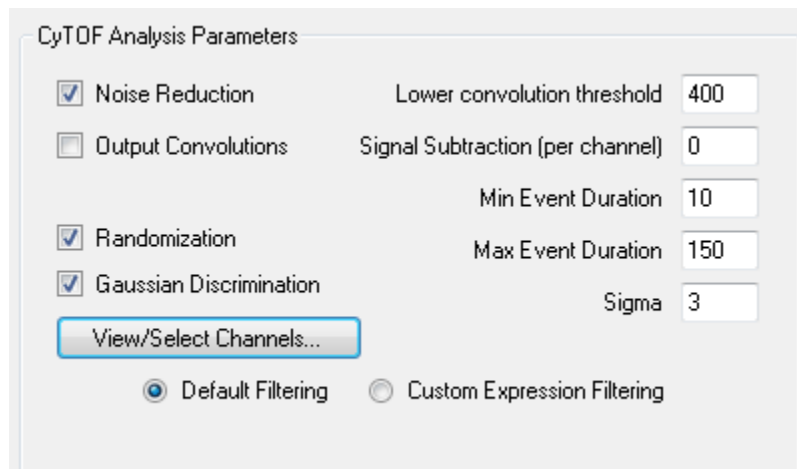 CyTOF Analysis Parameters
Noise Reduction Lower convolution threshold 400
Output Convolutions Signal Subtraction (per channel) 0
Min Event Duration 10
Randomization Max Event Duration 150
Gaussian Discrimination Sigma 3
View/Select Channels...
Default Filtering Custom Expression Filtering